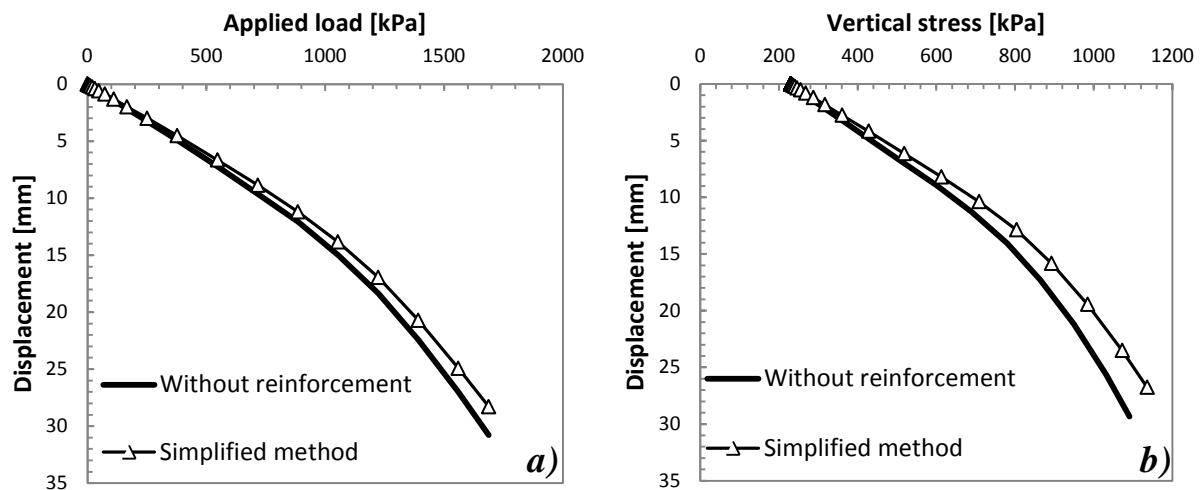 Applied load [kPa]
0 500 1000 1500 2000
0
5
10
15
20
25
30
35
Displacement [mm]
Without reinforcement
Simplified method
a)
Vertical stress [kPa]
0 200 400 600 800 1000 1200
0
5
10
15
20
25
30
35
Displacement [mm]
Without reinforcement
Simplified method
b)